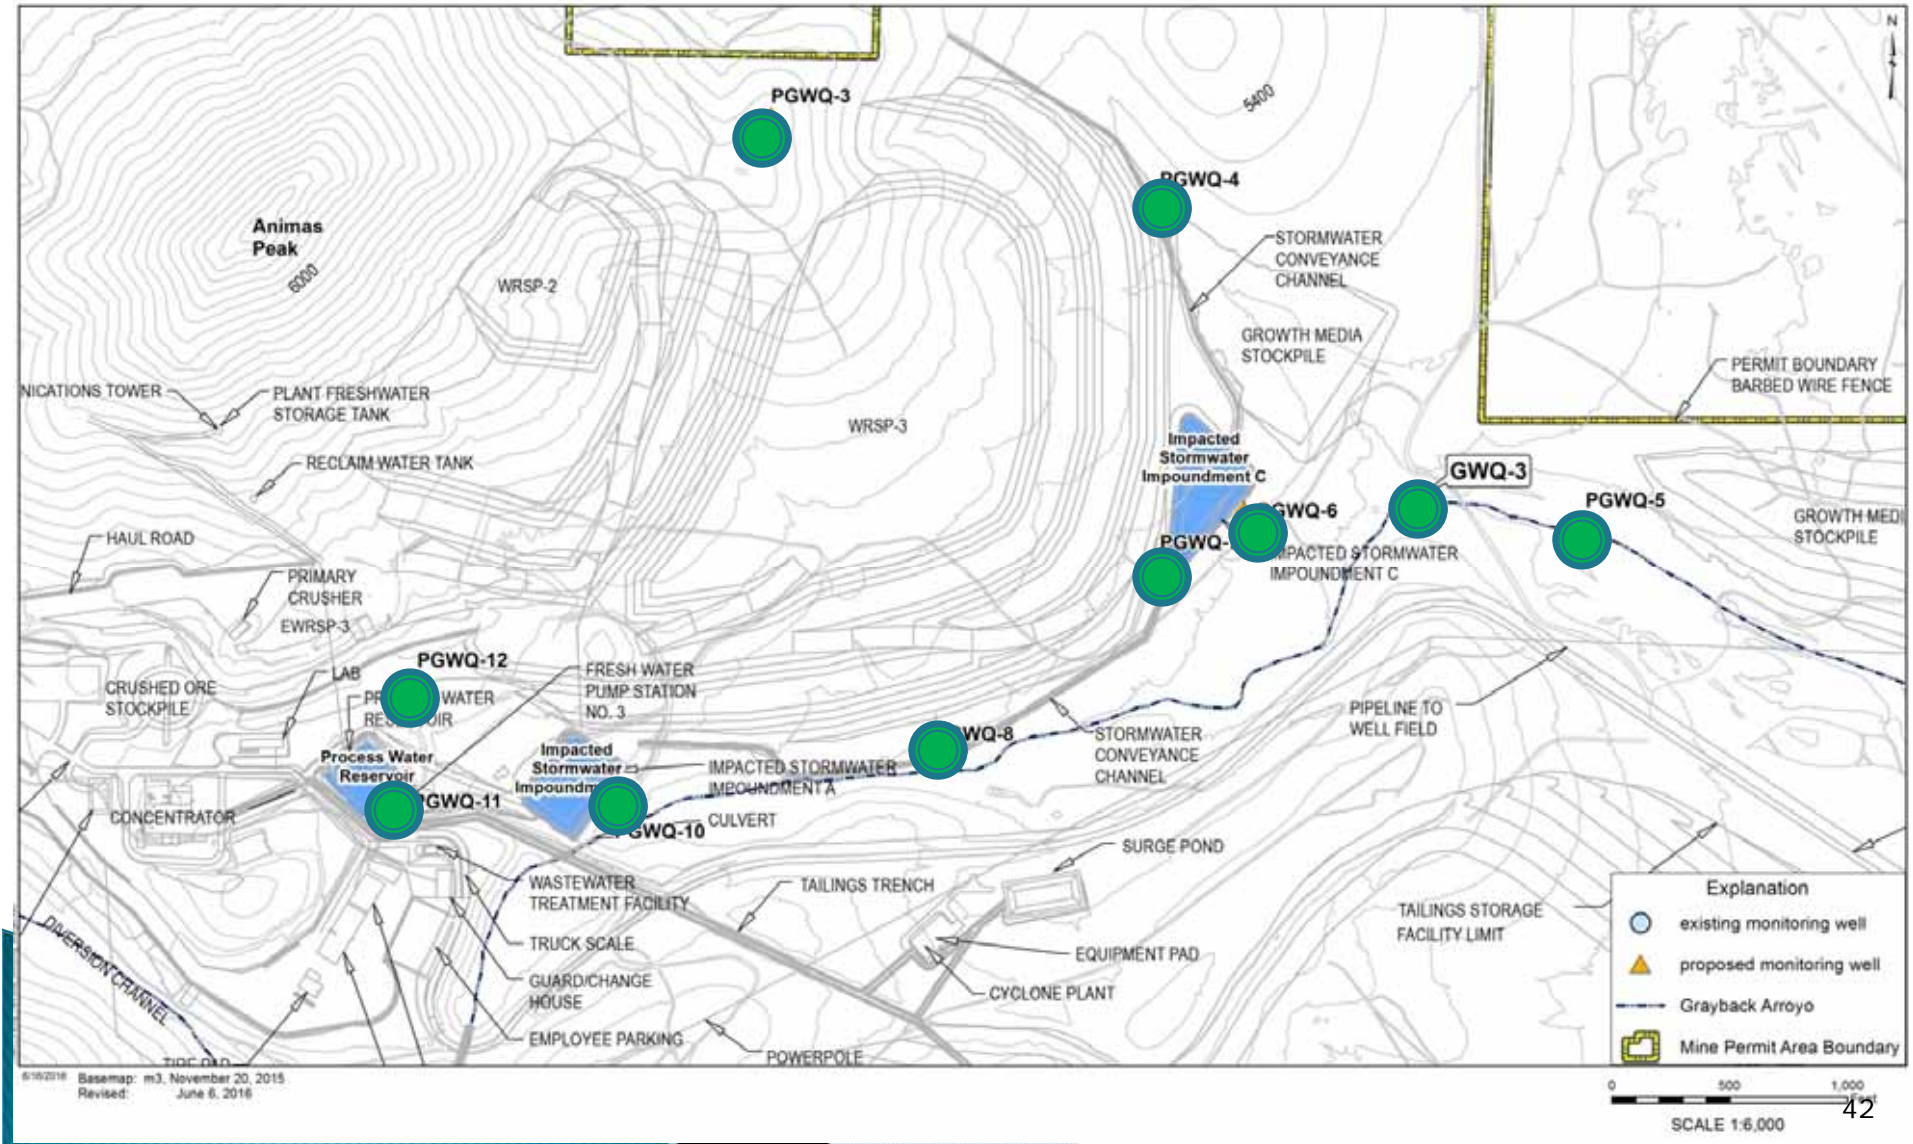 N
PGWQ-3
5400
PGWQ-4
Animas
Peak
6000
STORMWATER
CONVEYANCE
CHANNEL
WRSP-2
GROWTH MEDIA
STOCKPILE
PERMIT BOUNDARY
BARBED WIRE FENCE
NICATIONS TOWER
PLANT FRESHWATER
STORAGE TANK
WRSP-3
Impacted
Stormwater
Impoundment C
RECLAIM WATER TANK
GWQ-3
PGWQ-5
GWQ-6
GROWTH MEDI
STOCKPILE
HAUL ROAD
PGWQ-
IMPACTED STORMWATER
IMPOUNDMENT C
PRIMARY
CRUSHER
EWRSP-3
PGWQ-12
LAB
FRESH WATER
PUMP STATION
NO. 3
CRUSHED ORE
STOCKPILE
WATER
PIPELINE TO
WELL FIELD
WQ-8
STORMWATER
CONVEYANCE
CHANNEL
Process Water
Reservoir
Impacted
Stormwater
Impoundm
IMPACTED STORMWATER
IMPOUNDMENT A
PGWQ-11
CONCENTRATOR
PGWQ-10
CULVERT
SURGE POND
WASTEWATER
TREATMENT FACILITY
TAILINGS TRENCH
TAILINGS STORAGE
FACILITY LIMIT
DIVERSION CHANNEL
TRUCK SCALE
EQUIPMENT PAD
GUARD/CHANGE
HOUSE
CYCLONE PLANT
EMPLOYEE PARKING
POWERPOLE
Explanation
existing monitoring well
proposed monitoring well
Grayback Arroyo
Mine Permit Area Boundary
Basemap: m3, November 20, 2015
Revised: June 6, 2016
0 500 1,000
Feet
SCALE 1:6,000
42